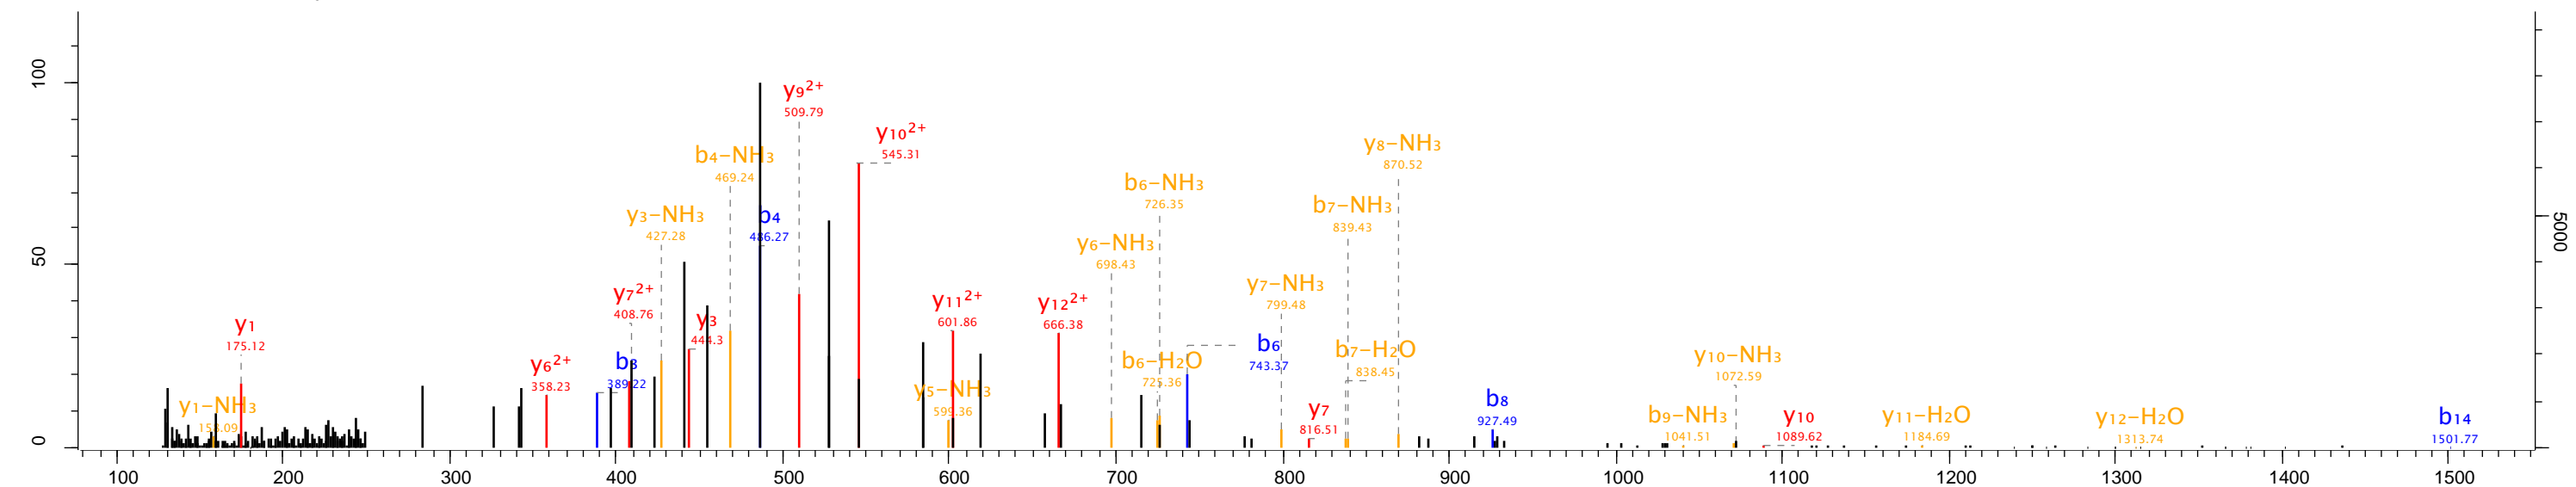 100
50
0
5000
y₁–NH₃
158.09
y₁
175.12
y₆²⁺
358.23
b₃
389.22
y₇²⁺
408.76
y₃–NH₃
427.28
y₃
444.3
b₄–NH₃
469.24
b₄
486.27
y₉²⁺
509.79
y₁₀²⁺
545.31
y₅–NH₃
599.36
y₁₁²⁺
601.86
y₁₂²⁺
666.38
y₆–NH₃
698.43
b₆–H₂O
725.36
b₆–NH₃
726.35
b₆
743.37
y₇–NH₃
799.48
y₇
816.51
b₇–H₂O
838.45
b₇–NH₃
839.43
y₈–NH₃
870.52
b₈
927.49
b₉–NH₃
1041.51
y₁₀–NH₃
1072.59
y₁₀
1089.62
y₁₁–H₂O
1184.69
y₁₂–H₂O
1313.74
b₁₄
1501.77
100 200 300 400 500 600 700 800 900 1000 1100 1200 1300 1400 1500